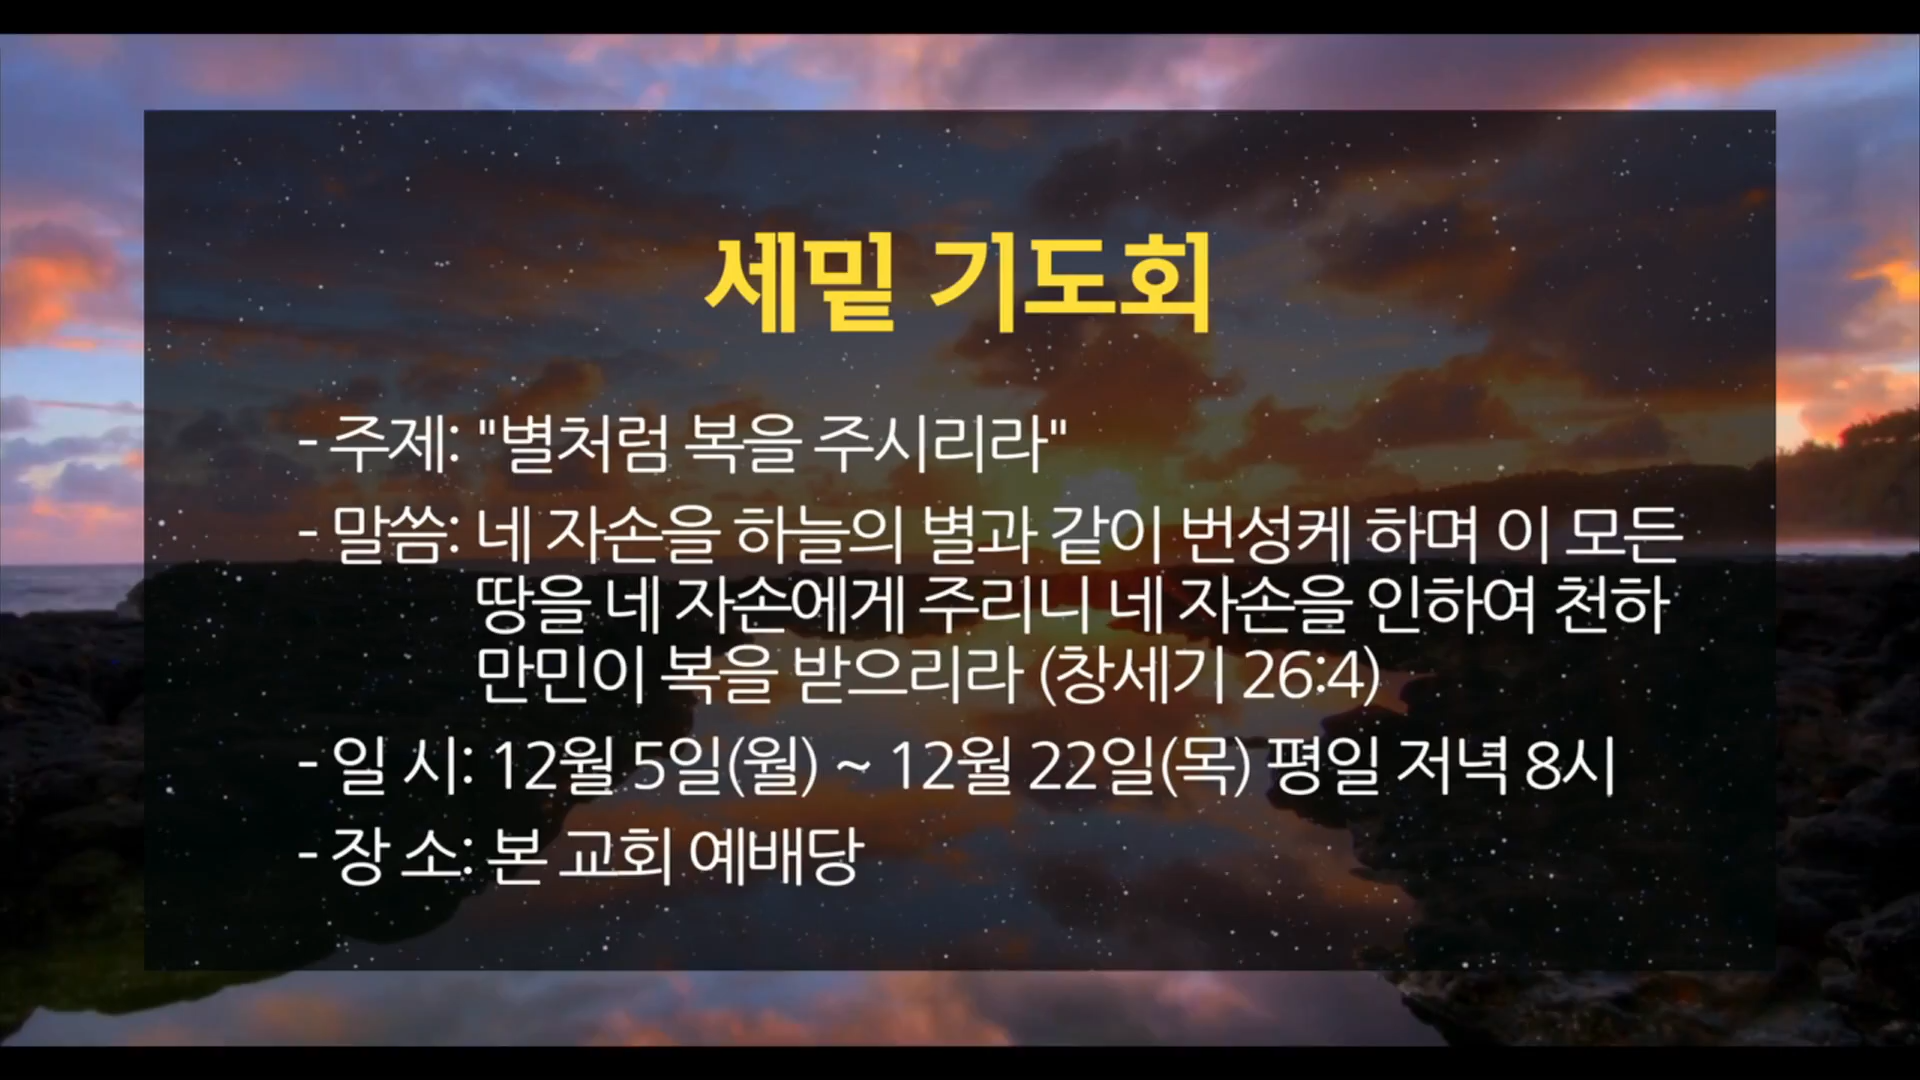 세밑 기도회
- 주제: "별처럼 복을 주시리라"
- 말씀: 네 자손을 하늘의 별과 같이 번성케 하며 이 모든
땅을 네 자손에게 주리니 네 자손을 인하여 천하
만민이 복을 받으리라 (창세기 26:4)
- 일 시: 12월 5일(월) ~ 12월 22일(목) 평일 저녁 8시
- 장 소: 본 교회 예배당